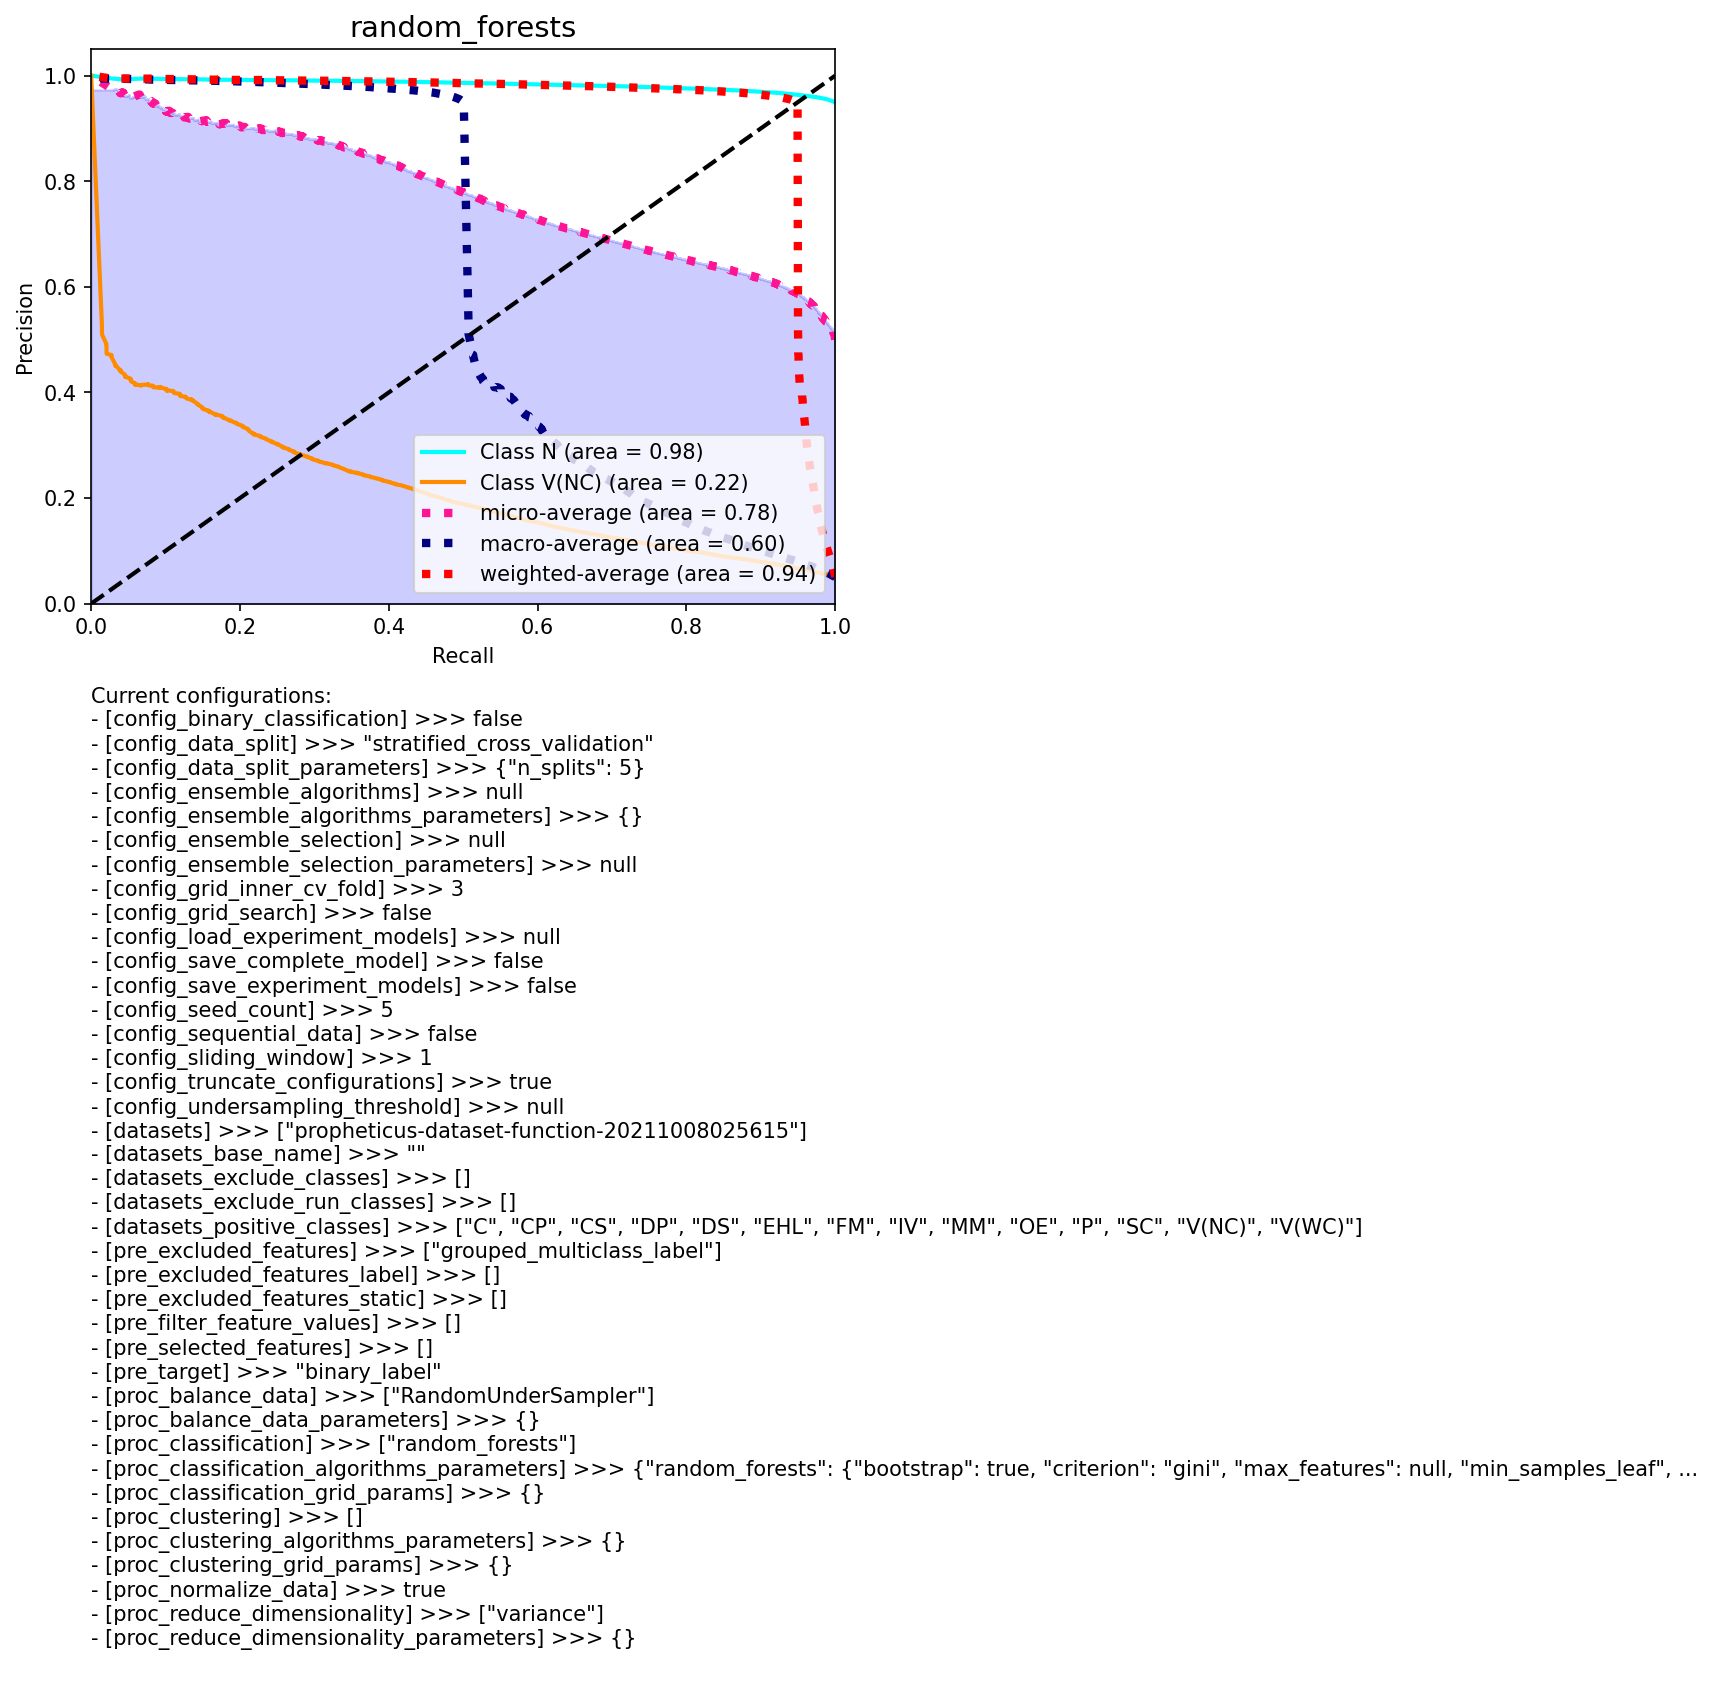 random_forests
1.0
0.8
0.6
0.4
0.2
0.0
Precision
Class N (area = 0.98)
Class V(NC) (area = 0.22)
micro-average (area = 0.78)
macro-average (area = 0.60)
weighted-average (area = 0.94)
0.0 0.2 0.4 0.6 0.8 1.0
Recall
Current configurations:
- [config_binary_classification] >>> false
- [config_data_split] >>> "stratified_cross_validation"
- [config_data_split_parameters] >>> {"n_splits": 5}
- [config_ensemble_algorithms] >>> null
- [config_ensemble_algorithms_parameters] >>> {}
- [config_ensemble_selection] >>> null
- [config_ensemble_selection_parameters] >>> null
- [config_grid_inner_cv_fold] >>> 3
- [config_grid_search] >>> false
- [config_load_experiment_models] >>> null
- [config_save_complete_model] >>> false
- [config_save_experiment_models] >>> false
- [config_seed_count] >>> 5
- [config_sequential_data] >>> false
- [config_sliding_window] >>> 1
- [config_truncate_configurations] >>> true
- [config_undersampling_threshold] >>> null
- [datasets] >>> ["propheticus-dataset-function-20211008025615"]
- [datasets_base_name] >>> ""
- [datasets_exclude_classes] >>> []
- [datasets_exclude_run_classes] >>> []
- [datasets_positive_classes] >>> ["C", "CP", "CS", "DP", "DS", "EHL", "FM", "IV", "MM", "OE", "P", "SC", "V(NC)", "V(WC)"]
- [pre_excluded_features] >>> ["grouped_multiclass_label"]
- [pre_excluded_features_label] >>> []
- [pre_excluded_features_static] >>> []
- [pre_filter_feature_values] >>> []
- [pre_selected_features] >>> []
- [pre_target] >>> "binary_label"
- [proc_balance_data] >>> ["RandomUnderSampler"]
- [proc_balance_data_parameters] >>> {}
- [proc_classification] >>> ["random_forests"]
- [proc_classification_algorithms_parameters] >>> {"random_forests": {"bootstrap": true, "criterion": "gini", "max_features": null, "min_samples_leaf", ...
- [proc_classification_grid_params] >>> {}
- [proc_clustering] >>> []
- [proc_clustering_algorithms_parameters] >>> {}
- [proc_clustering_grid_params] >>> {}
- [proc_normalize_data] >>> true
- [proc_reduce_dimensionality] >>> ["variance"]
- [proc_reduce_dimensionality_parameters] >>> {}